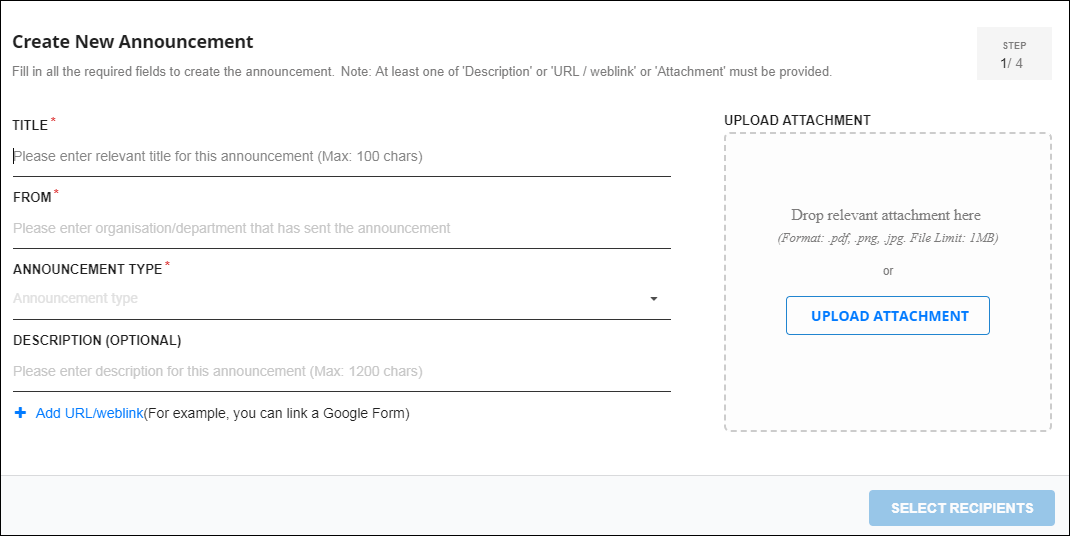 Create New Announcement
Fill in all the required fields to create the announcement. Note: At least one of 'Description' or 'URL / weblink' or 'Attachment' must be provided.
STEP
1/ 4
TITLE *
Please enter relevant title for this announcement (Max: 100 chars)
FROM *
Please enter organisation/department that has sent the announcement
ANNOUNCEMENT TYPE *
Announcement type
DESCRIPTION (OPTIONAL)
Please enter description for this announcement (Max: 1200 chars)
+ Add URL/weblink(For example, you can link a Google Form)
UPLOAD ATTACHMENT
Drop relevant attachment here
(Format: .pdf, .png, .jpg. File Limit: 1MB)
or
UPLOAD ATTACHMENT
SELECT RECIPIENTS